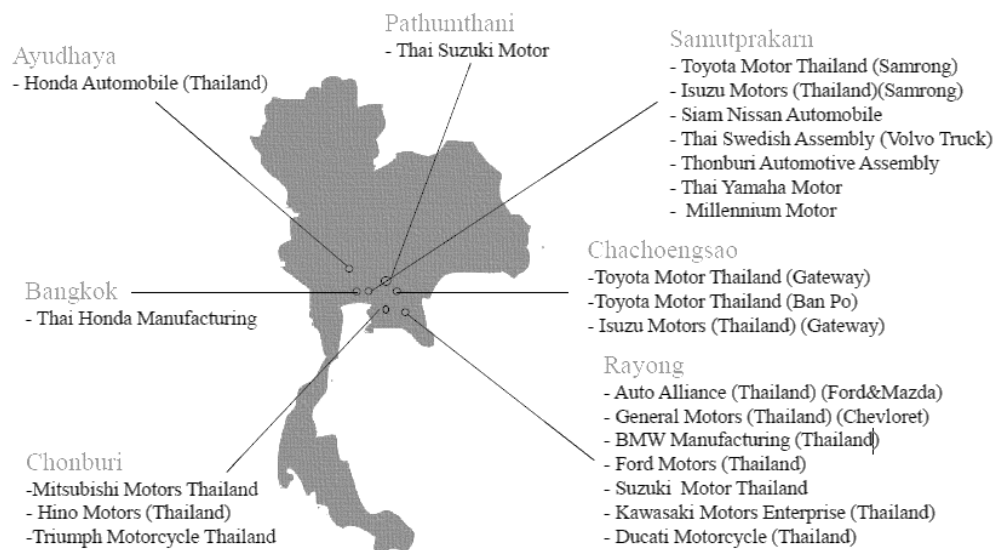 Pathumthani
- Thai Suzuki Motor
Ayudhaya
- Honda Automobile (Thailand)
Samutprakarn
- Toyota Motor Thailand (Samrong)
- Isuzu Motors (Thailand)(Samrong)
- Siam Nissan Automobile
- Thai Swedish Assembly (Volvo Truck)
- Thonburi Automotive Assembly
- Thai Yamaha Motor
- Millennium Motor
Chachoengsao
-Toyota Motor Thailand (Gateway)
-Toyota Motor Thailand (Ban Po)
- Isuzu Motors (Thailand) (Gateway)
Bangkok
- Thai Honda Manufacturing
Rayong
- Auto Alliance (Thailand) (Ford&Mazda)
- General Motors (Thailand) (Chevloret)
- BMW Manufacturing (Thailand)
- Ford Motors (Thailand)
- Suzuki Motor Thailand
- Kawasaki Motors Enterprise (Thailand)
- Ducati Motorcycle (Thailand)
Chonburi
-Mitsubishi Motors Thailand
- Hino Motors (Thailand)
-Triumph Motorcycle Thailand